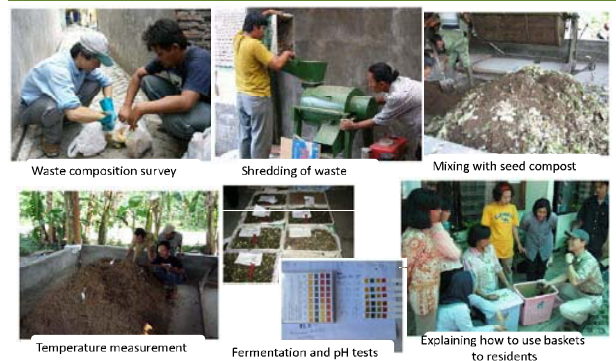 Waste composition survey
Shredding of waste
Mixing with seed compost
Temperature measurement
Fermentation and pH tests
Explaining how to use baskets
to residents